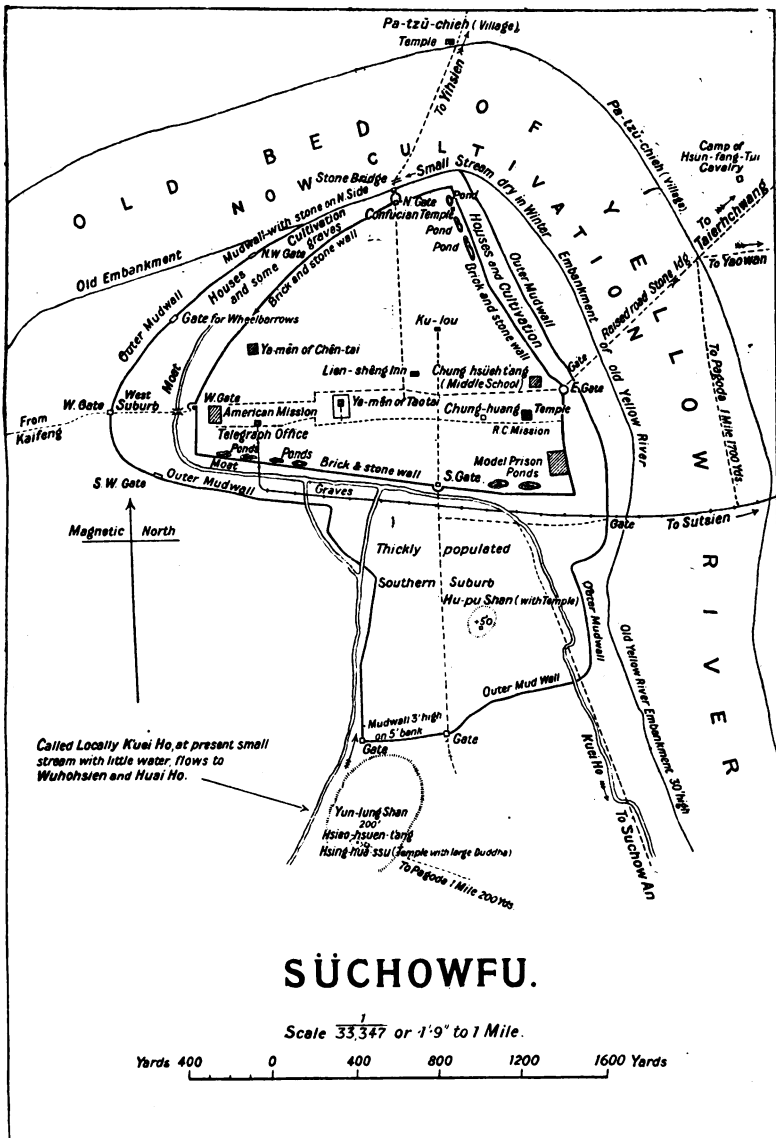 Pa-tzŭ-chieh (Village).
Temple
To Yihsien
OLD BED OF YELLOW RIVER
NOW CULTIVATION
Pa-tzŭ-chieh (village)
Camp of
Hsun-fang-Tui
Cavalry
Stone Bridge
Small Stream dry in Winter
Mudwall with stone on N. Side
N Gate
Pond
Confucian Temple
Pond
Pond
Cultivation
N.W Gate
Houses
and some graves
Brick and stone wall
Old Embankment
Outer Mudwall
Houses and Cultivation
Brick and stone wall
Outer Mudwall
Embankment of old Yellow River
Raised road Stone ldg.
To
Taierhchwang
To Yaowan
Gate for Wheelbarrows
Ku-lou
Moat
Ya-mên of Chên-tai
Lien-shêng Inn
Chung hsüeh t'ang
(Middle School)
Gate
E. Gate
To Pagoda 1 Mile 1700 Yds.
W. Gate
West
Suburb
W. Gate
American Mission
Ya-mên of Taotai
Chung-huang
Temple
From
Kaifeng
Telegraph Office
R C Mission
Ponds
Ponds
Moat
Brick & stone wall
Model Prison
Ponds
S. Gate.
S. W. Gate
Outer Mudwall
Graves
Gate
To Sutsien
Magnetic North
Thickly populated
Southern Suburb
Hu-pu Shan (with Temple)
+50'
Outer Mudwall
Outer Mud Wall
Old Yellow River Embankment 30' high
Mudwall 3' high
on 5' bank
Gate
Gate
Kuei Ho
Called Locally Kuei Ho, at present small
stream with little water, flows to
Wuhohsien and Huai Ho.
Yun-lung Shan
200'
Hsiao-hsuen-tang
Hsing-hua ssu (Temple with large Buddha)
To Pagoda 1 Mile 200 Yds.
To Suchow An
SÜCHOWFU.
Scale 1/33,347 or 1·9" to 1 Mile.
Yards 400 0 400 800 1200 1600 Yards